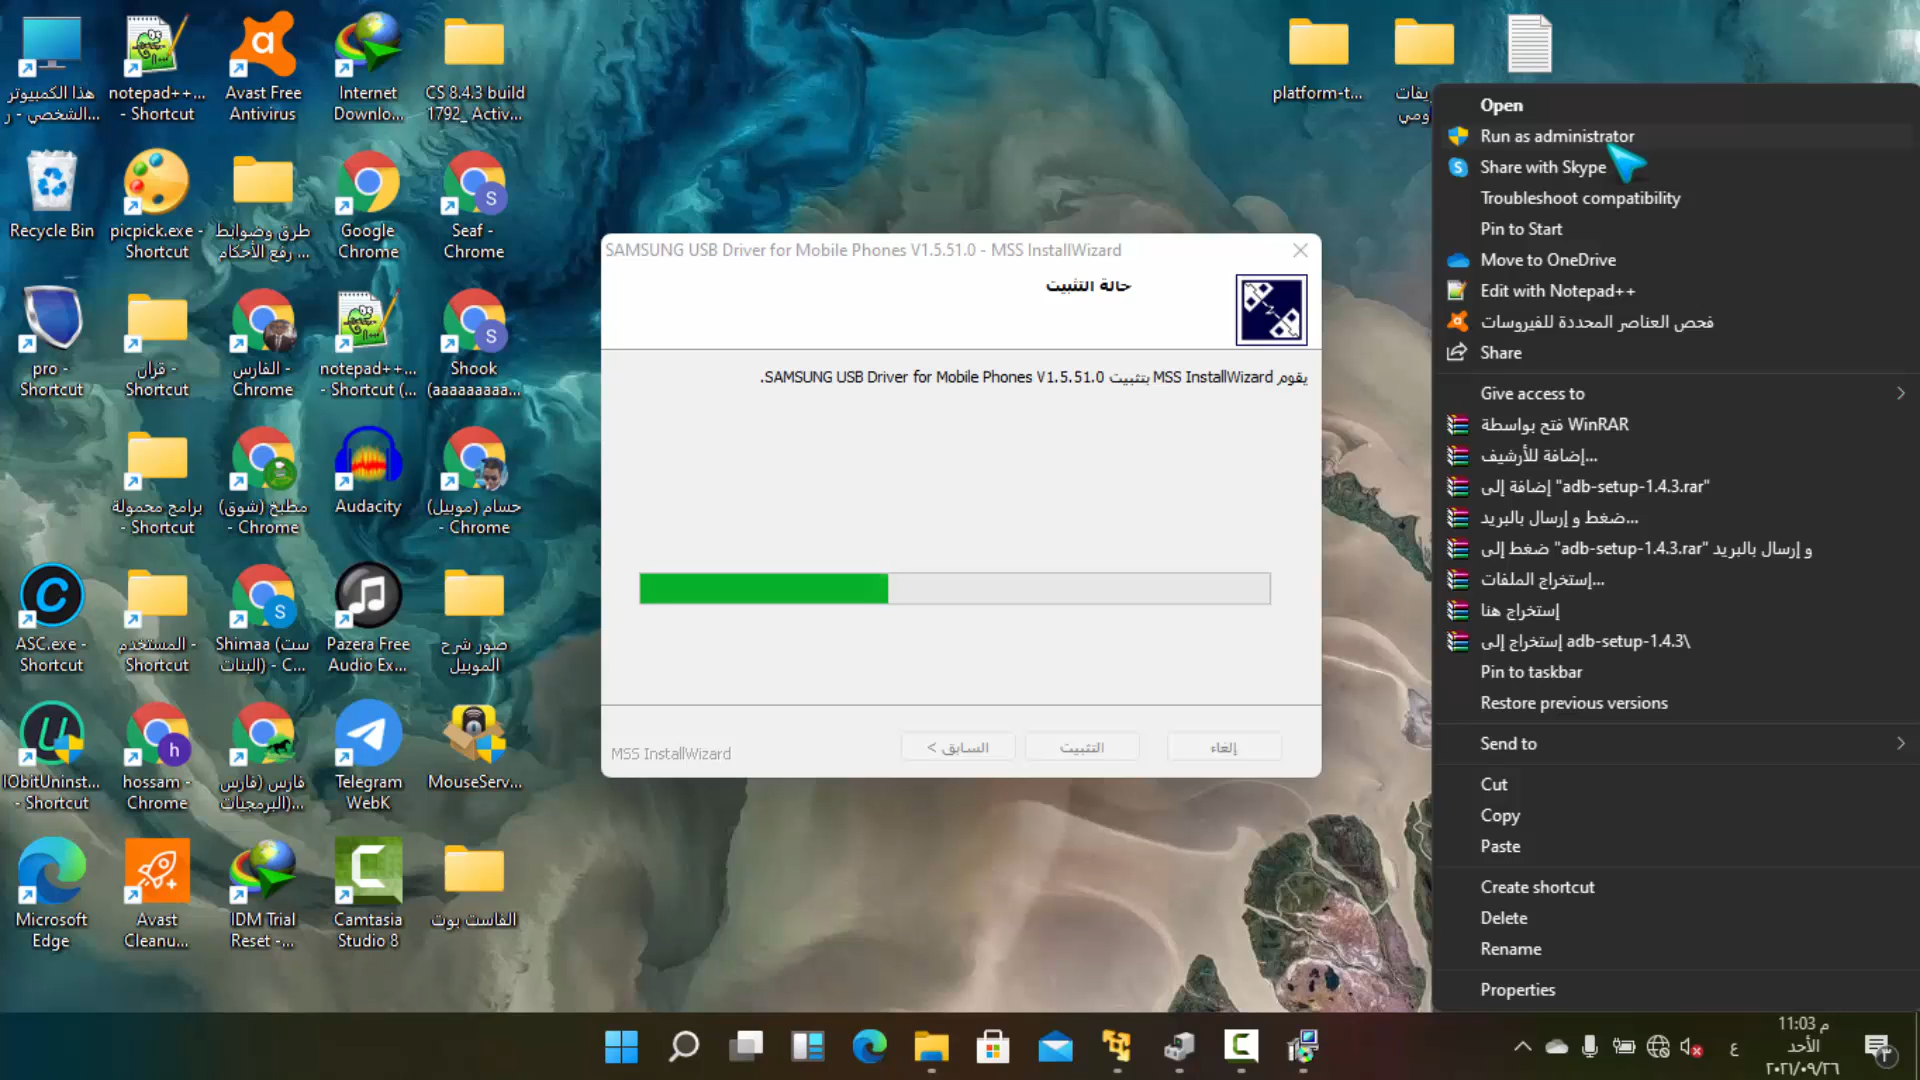 هذا الكمبيوتر
الشخصي - ر...
notepad++...
- Shortcut
Avast Free
Antivirus
Internet
Downlo...
CS 8.4.3 build
1792_ Activ...
platform-t...
Recycle Bin
picpick.exe -
Shortcut
طرق وضوابط
رفع الأحكام ...
Google
Chrome
Seaf -
Chrome
pro -
Shortcut
قران -
Shortcut
الفارس -
Chrome
notepad++...
- Shortcut (...
Shook
(aaaaaaaaa...
برامج محمولة
- Shortcut
مطبخ (شوق)
- Chrome
Audacity
حسام (موبيل)
- Chrome
ASC.exe -
Shortcut
المستخدم -
Shortcut
Shimaa (ست
البنات) - C...
Pazera Free
Audio Ex...
صور شرح
الموبيل
IObitUninst...
- Shortcut
hossam -
Chrome
فارس (فارس
البرمجيات)...
Telegram
WebK
MouseServ...
Microsoft
Edge
Avast
Cleanu...
IDM Trial
Reset -...
Camtasia
Studio 8
الفاست بوت
SAMSUNG USB Driver for Mobile Phones V1.5.51.0 - MSS InstallWizard
حالة التثبيت
يقوم MSS InstallWizard بتثبيت SAMSUNG USB Driver for Mobile Phones V1.5.51.0.
MSS InstallWizard
< السابق
التثبيت
إلغاء
Open
Run as administrator
Share with Skype
Troubleshoot compatibility
Pin to Start
Move to OneDrive
Edit with Notepad++
فحص العناصر المحددة للفيروسات
Share
Give access to
فتح بواسطة WinRAR
إضافة للأرشيف...
إضافة إلى "adb-setup-1.4.3.rar"
ضغط و إرسال بالبريد...
ضغط إلى "adb-setup-1.4.3.rar" و إرسال بالبريد
إستخراج الملفات...
إستخراج هنا
إستخراج إلى adb-setup-1.4.3\
Pin to taskbar
Restore previous versions
Send to
Cut
Copy
Paste
Create shortcut
Delete
Rename
Properties
ع
11:03 م
الأحد
٢٠٢١/٠٩/٢٦
٣